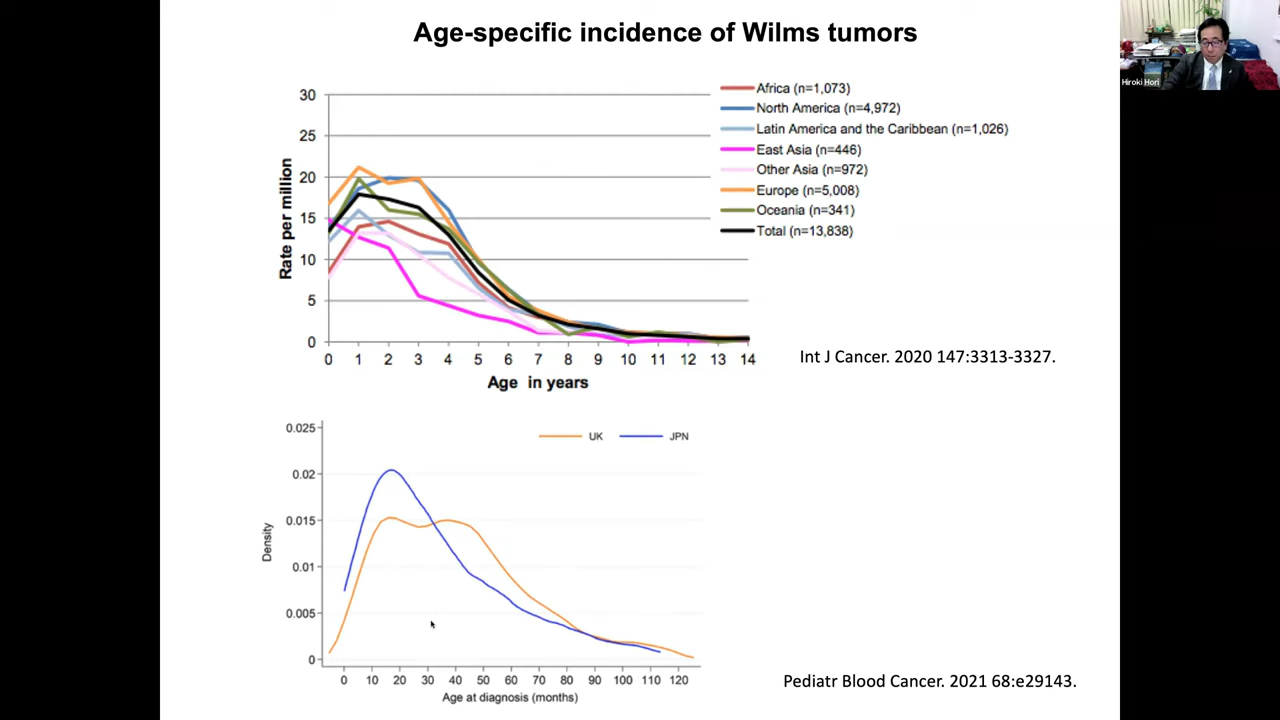 Age-specific incidence of Wilms tumors
Hiroki Hori
Rate per million
30
25
20
15
10
5
0
0 1 2 3 4 5 6 7 8 9 10 11 12 13 14
Age in years
Africa (n=1,073)
North America (n=4,972)
Latin America and the Caribbean (n=1,026)
East Asia (n=446)
Other Asia (n=972)
Europe (n=5,008)
Oceania (n=341)
Total (n=13,838)
Int J Cancer. 2020 147:3313-3327.
Density
0.025
0.02
0.015
0.01
0.005
0
UK JPN
0 10 20 30 40 50 60 70 80 90 100 110 120
Age at diagnosis (months)
Pediatr Blood Cancer. 2021 68:e29143.